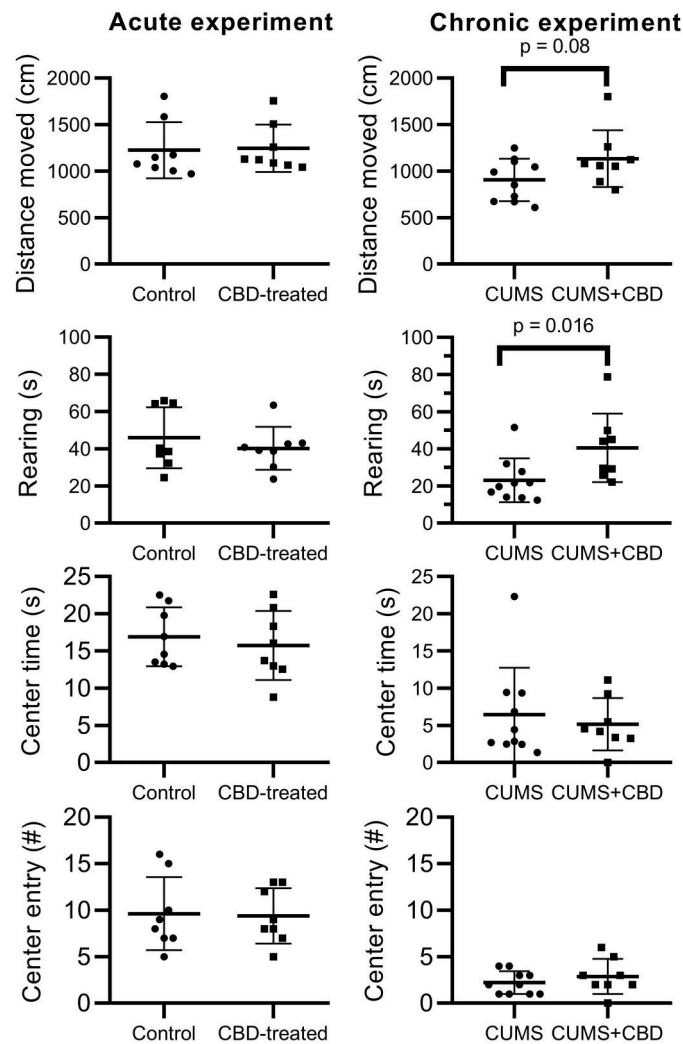 Acute experiment
Chronic experiment
p = 0.08
Distance moved (cm)
2000
1500
1000
500
0
Control
CBD-treated
Distance moved (cm)
2000
1500
1000
500
0
CUMS
CUMS+CBD
Rearing (s)
100
80
60
40
20
0
Control
CBD-treated
p = 0.016
Rearing (s)
100
80
60
40
20
0
CUMS
CUMS+CBD
Center time (s)
25
20
15
10
5
0
Control
CBD-treated
Center time (s)
25
20
15
10
5
0
CUMS
CUMS+CBD
Center entry (#)
20
15
10
5
0
Control
CBD-treated
Center entry (#)
20
15
10
5
0
CUMS
CUMS+CBD